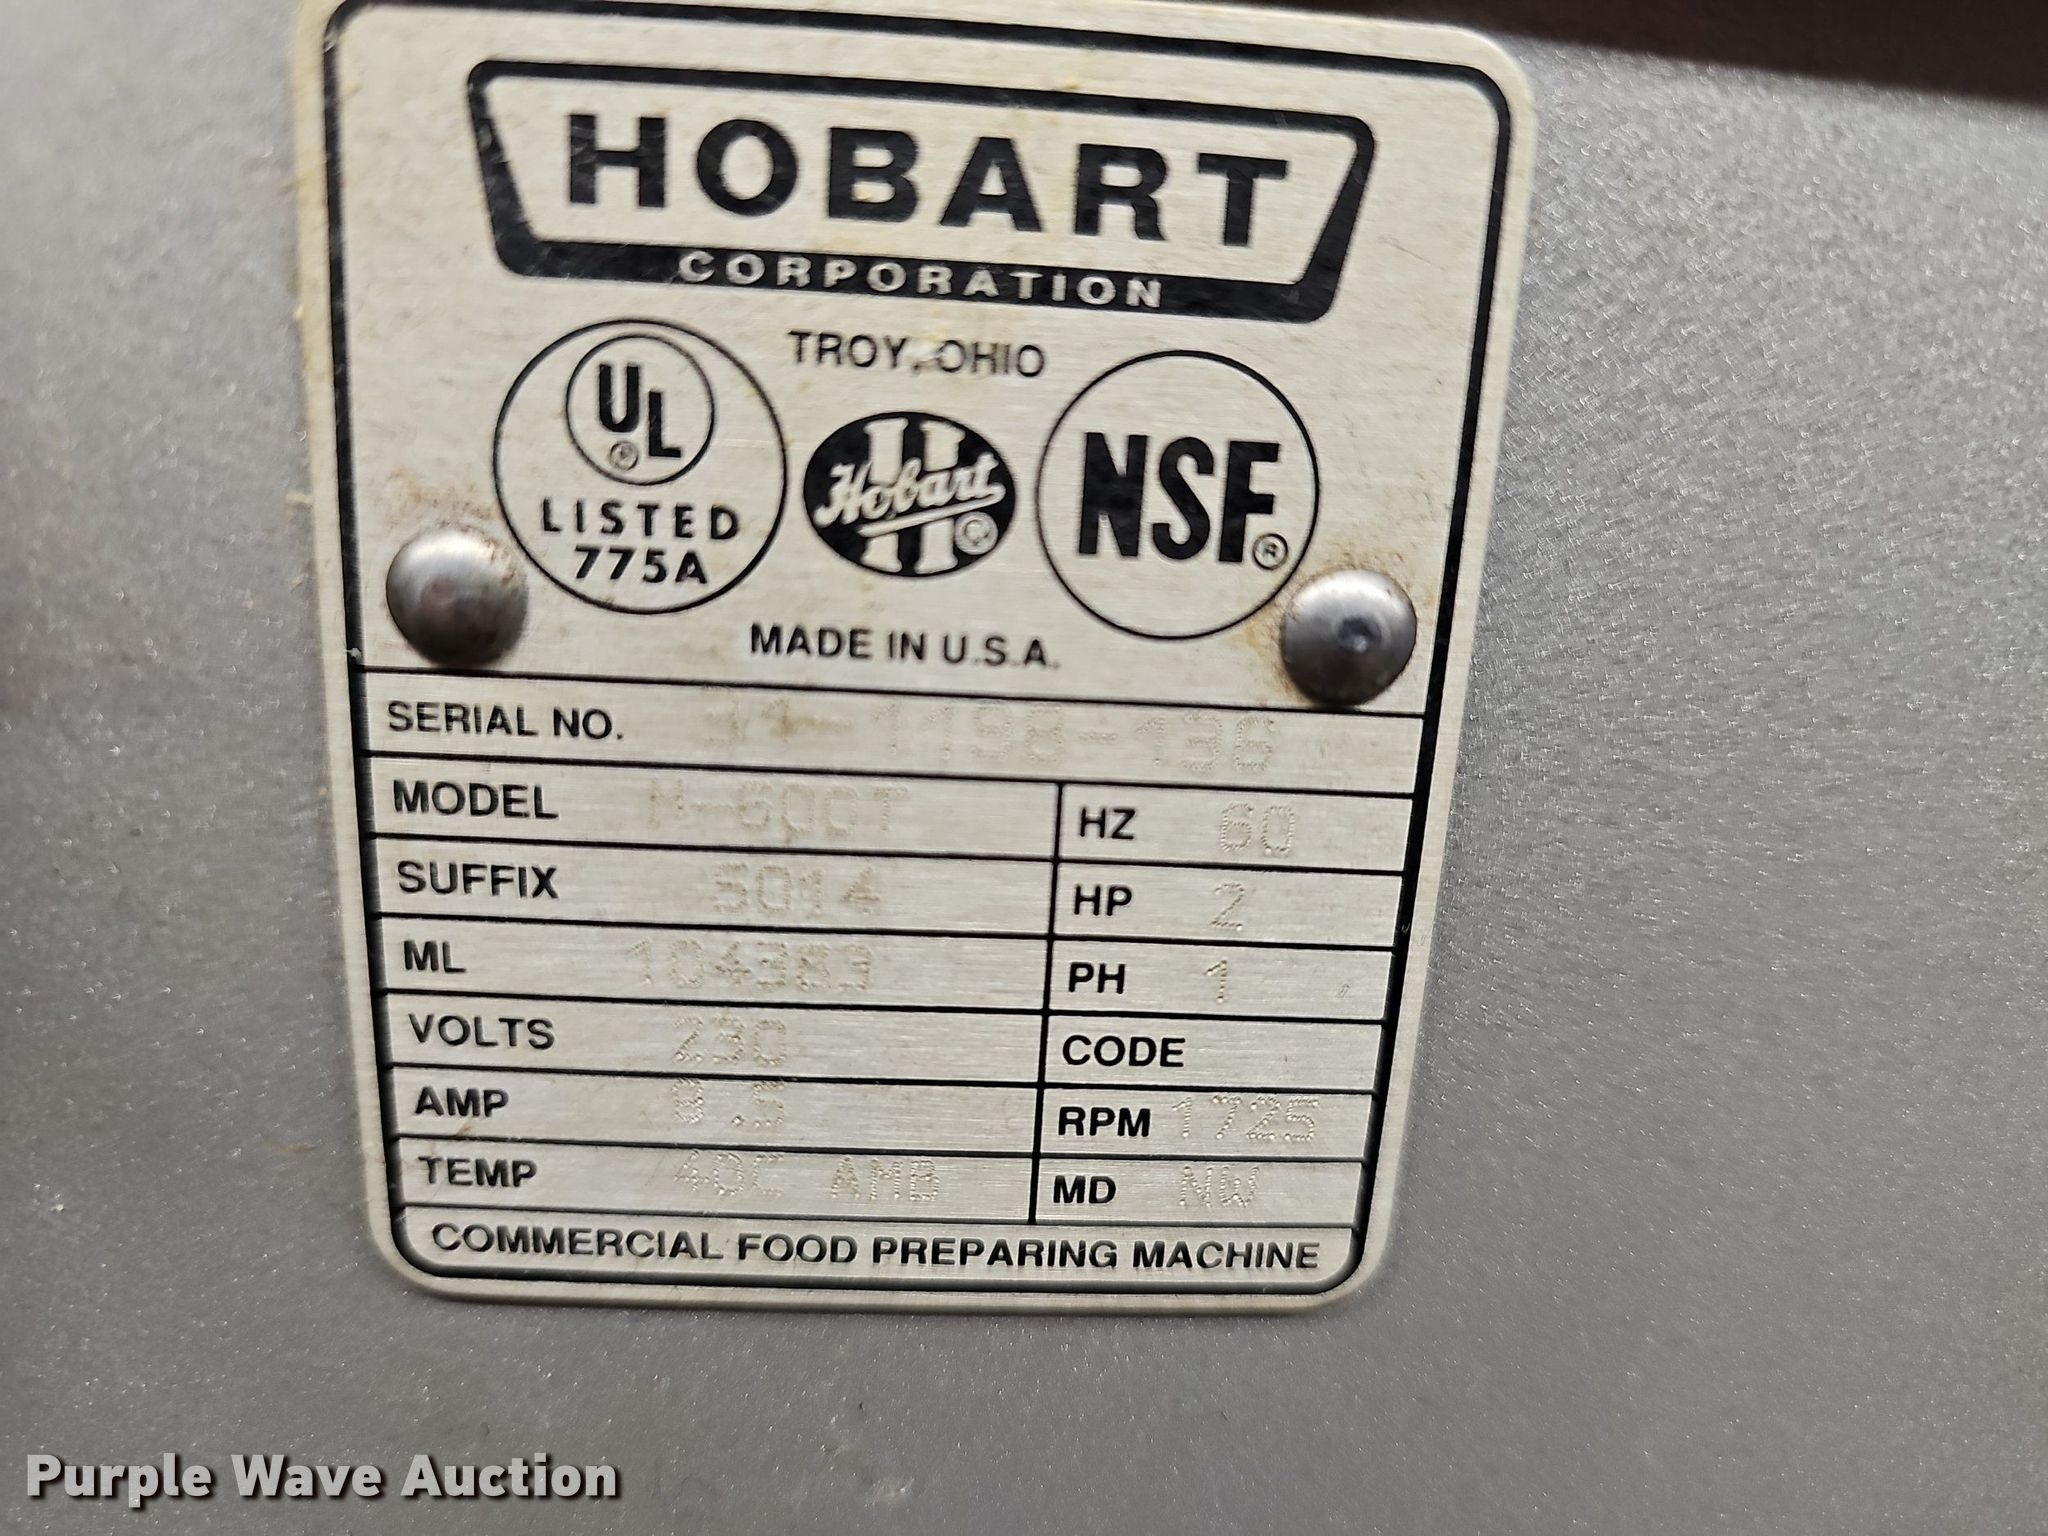 HOBART
CORPORATION
TROY, OHIO
UL ®
LISTED
775A
Hobart
NSF®
MADE IN U.S.A.
SERIAL NO.
MODEL HZ 60
SUFFIX 5014 HP 2
ML 104383 PH 1
VOLTS 230 CODE
AMP RPM 1725
TEMP 40C AMB MD NW
COMMERCIAL FOOD PREPARING MACHINE
Purple Wave Auction